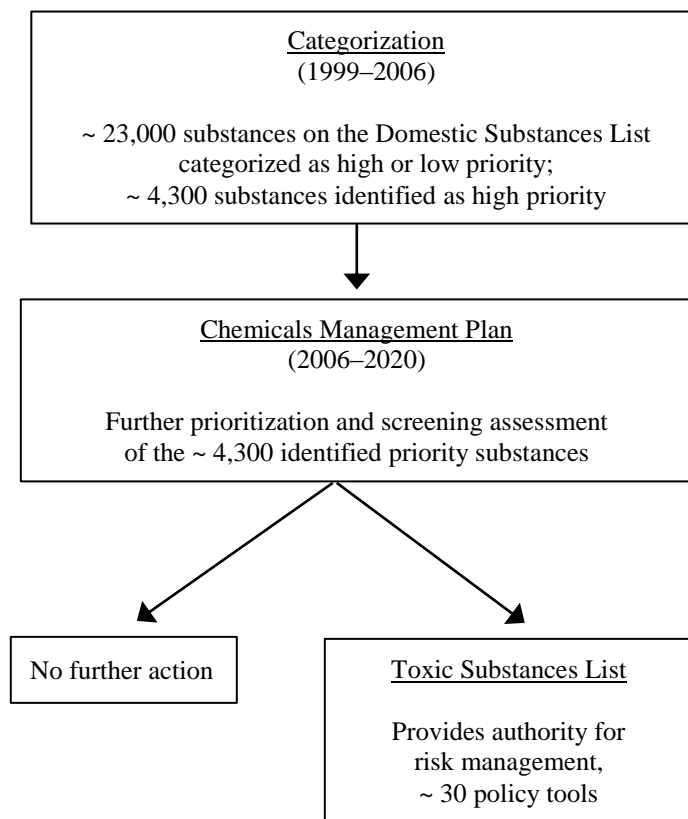 Categorization
(1999–2006)
~ 23,000 substances on the Domestic Substances List
categorized as high or low priority;
~ 4,300 substances identified as high priority
Chemicals Management Plan
(2006–2020)
Further prioritization and screening assessment
of the ~ 4,300 identified priority substances
No further action
Toxic Substances List
Provides authority for
risk management,
~ 30 policy tools